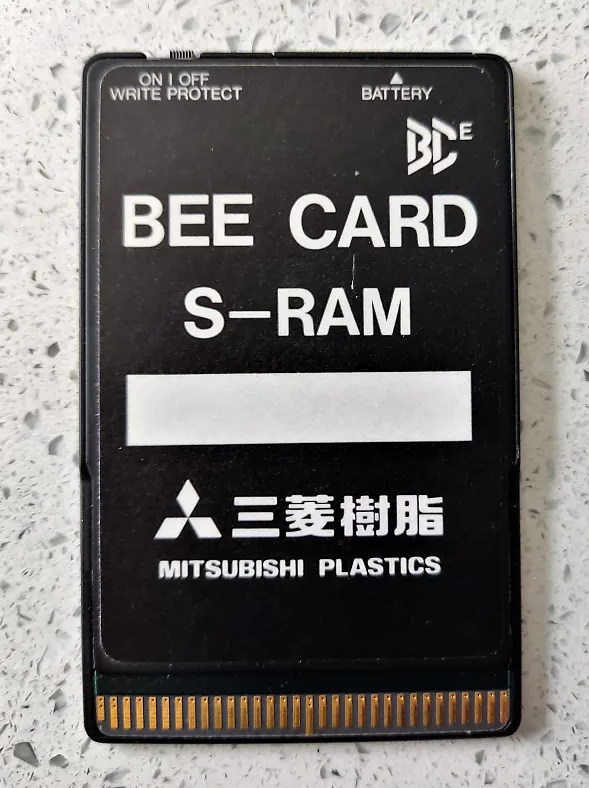 ON I OFF
WRITE PROTECT
▲
BATTERY
BC E
BEE CARD
S-RAM
三菱樹脂
MITSUBISHI PLASTICS